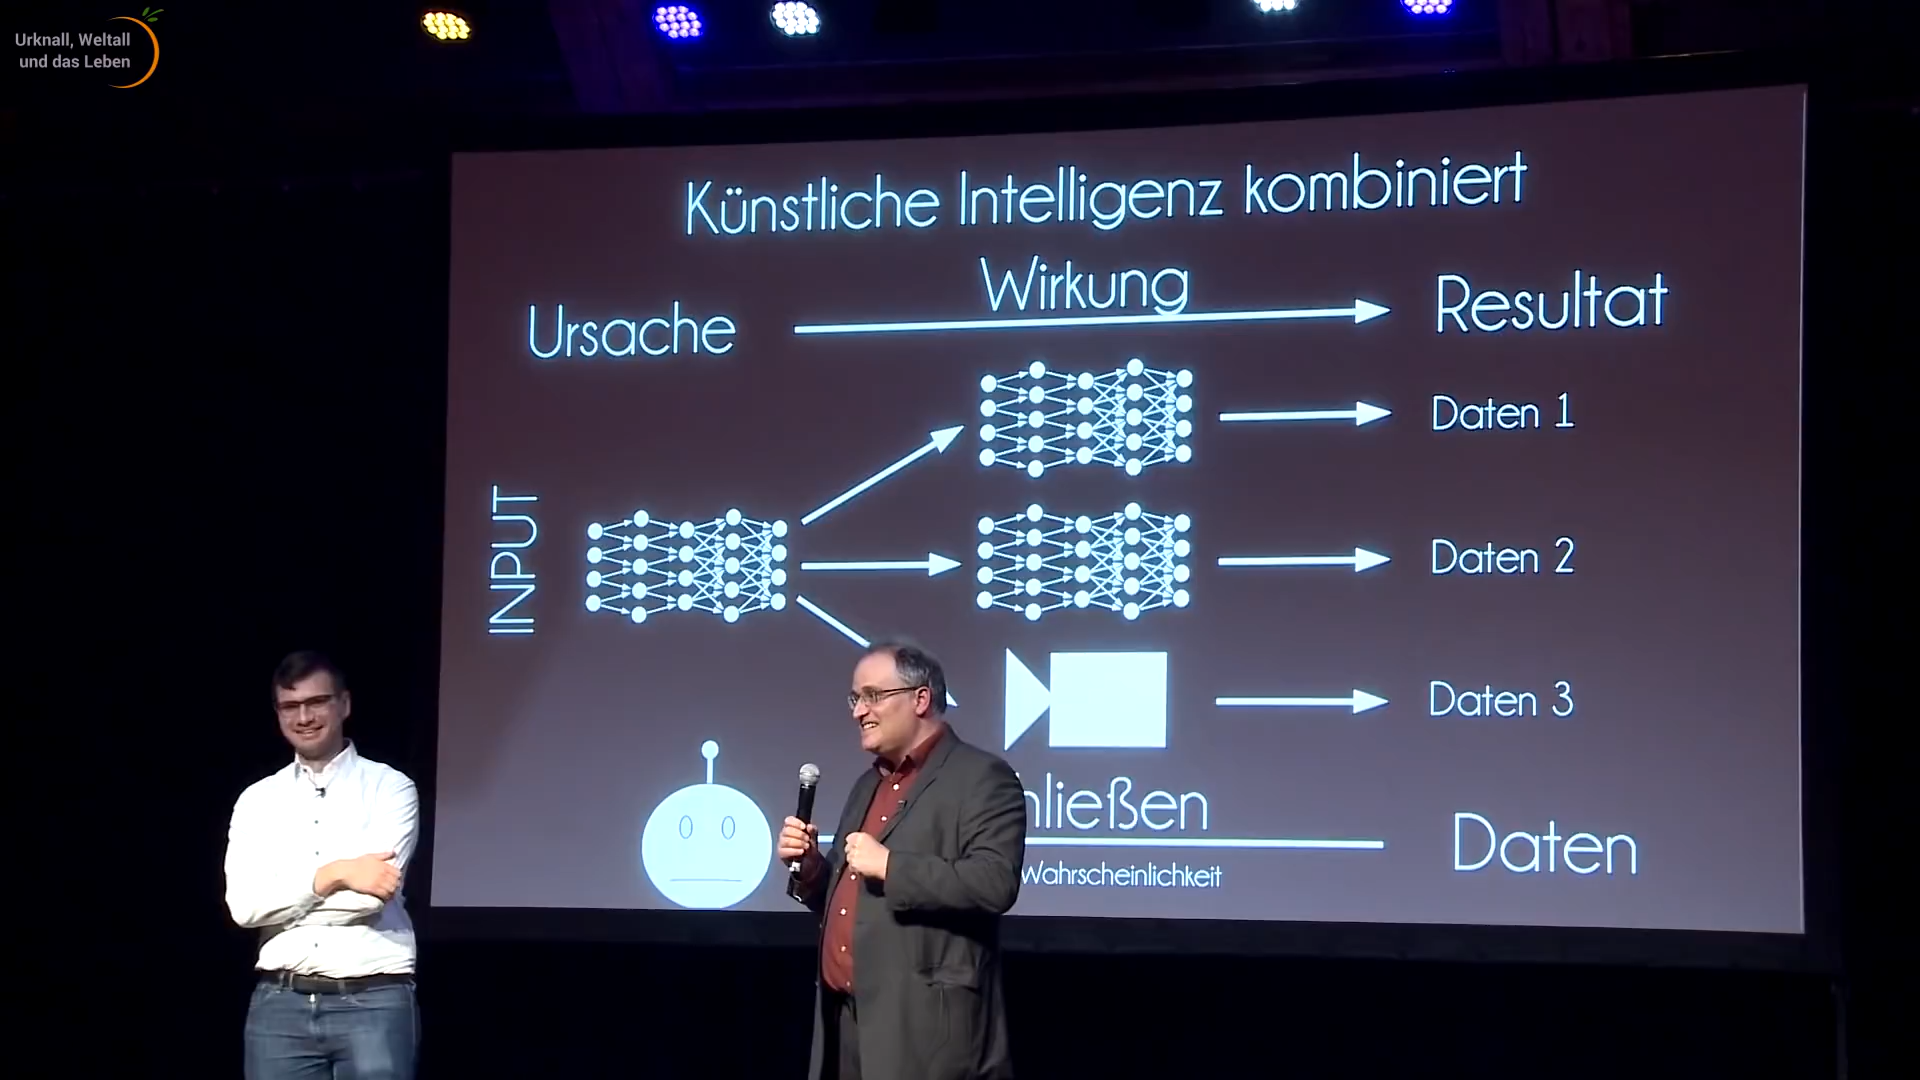 Urknall, Weltall
und das Leben
Künstliche Intelligenz kombiniert
Ursache
Wirkung
Resultat
INPUT
Daten 1
Daten 2
Daten 3
Daten
Wahrscheinlichkeit